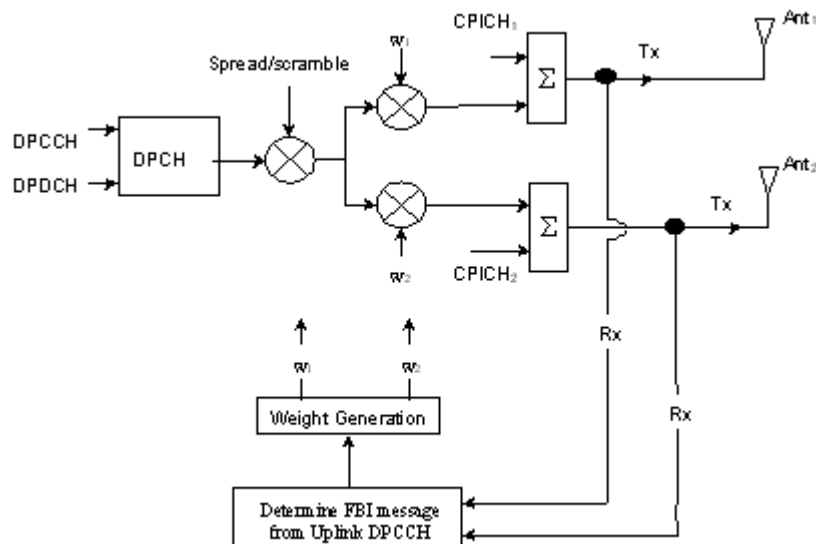 CPICH₁
w₁
Ant₁
Tx
Spread/scramble
Σ
DPCCH
DPCH
DPDCH
Ant₂
Tx
Σ
CPICH₂
w₂
Rx
w₁
w₂
Rx
Weight Generation
Determine FBI message
from Uplink DPCCH